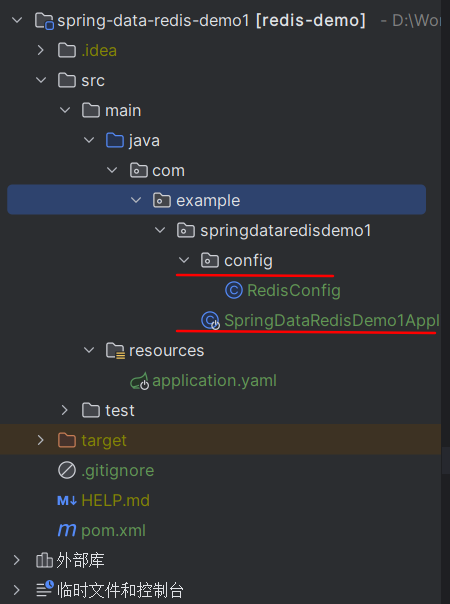 spring-data-redis-demo1 [redis-demo] - D:\Wor
.idea
src
main
java
com
example
springdataredisdemo1
config
RedisConfig
SpringDataRedisDemo1Appl
resources
application.yaml
test
target
.gitignore
M↓ HELP.md
m pom.xml
外部库
临时文件和控制台